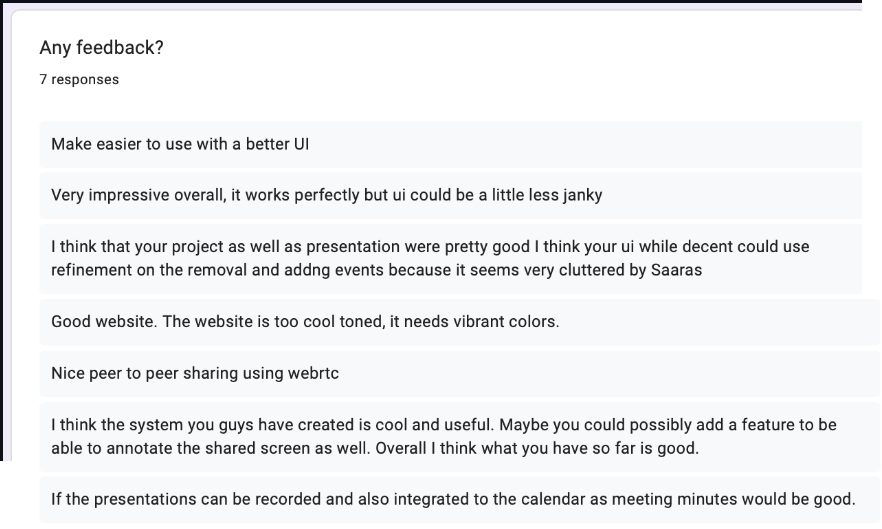 Any feedback?
7 responses
Make easier to use with a better UI
Very impressive overall, it works perfectly but ui could be a little less janky
I think that your project as well as presentation were pretty good I think your ui while decent could use
refinement on the removal and addng events because it seems very cluttered by Saaras
Good website. The website is too cool toned, it needs vibrant colors.
Nice peer to peer sharing using webrtc
I think the system you guys have created is cool and useful. Maybe you could possibly add a feature to be
able to annotate the shared screen as well. Overall I think what you have so far is good.
If the presentations can be recorded and also integrated to the calendar as meeting minutes would be good.